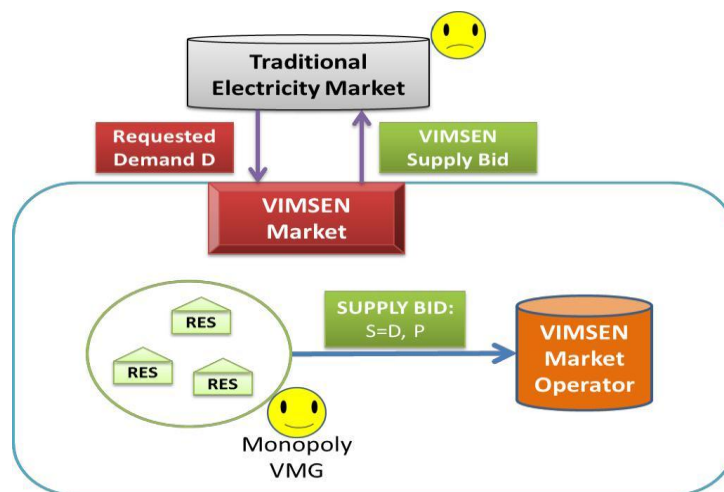 Traditional
Electricity Market
Requested
Demand D
VIMSEN
Supply Bid
VIMSEN
Market
RES
RES
RES
SUPPLY BID:
S=D, P
VIMSEN
Market
Operator
Monopoly
VMG